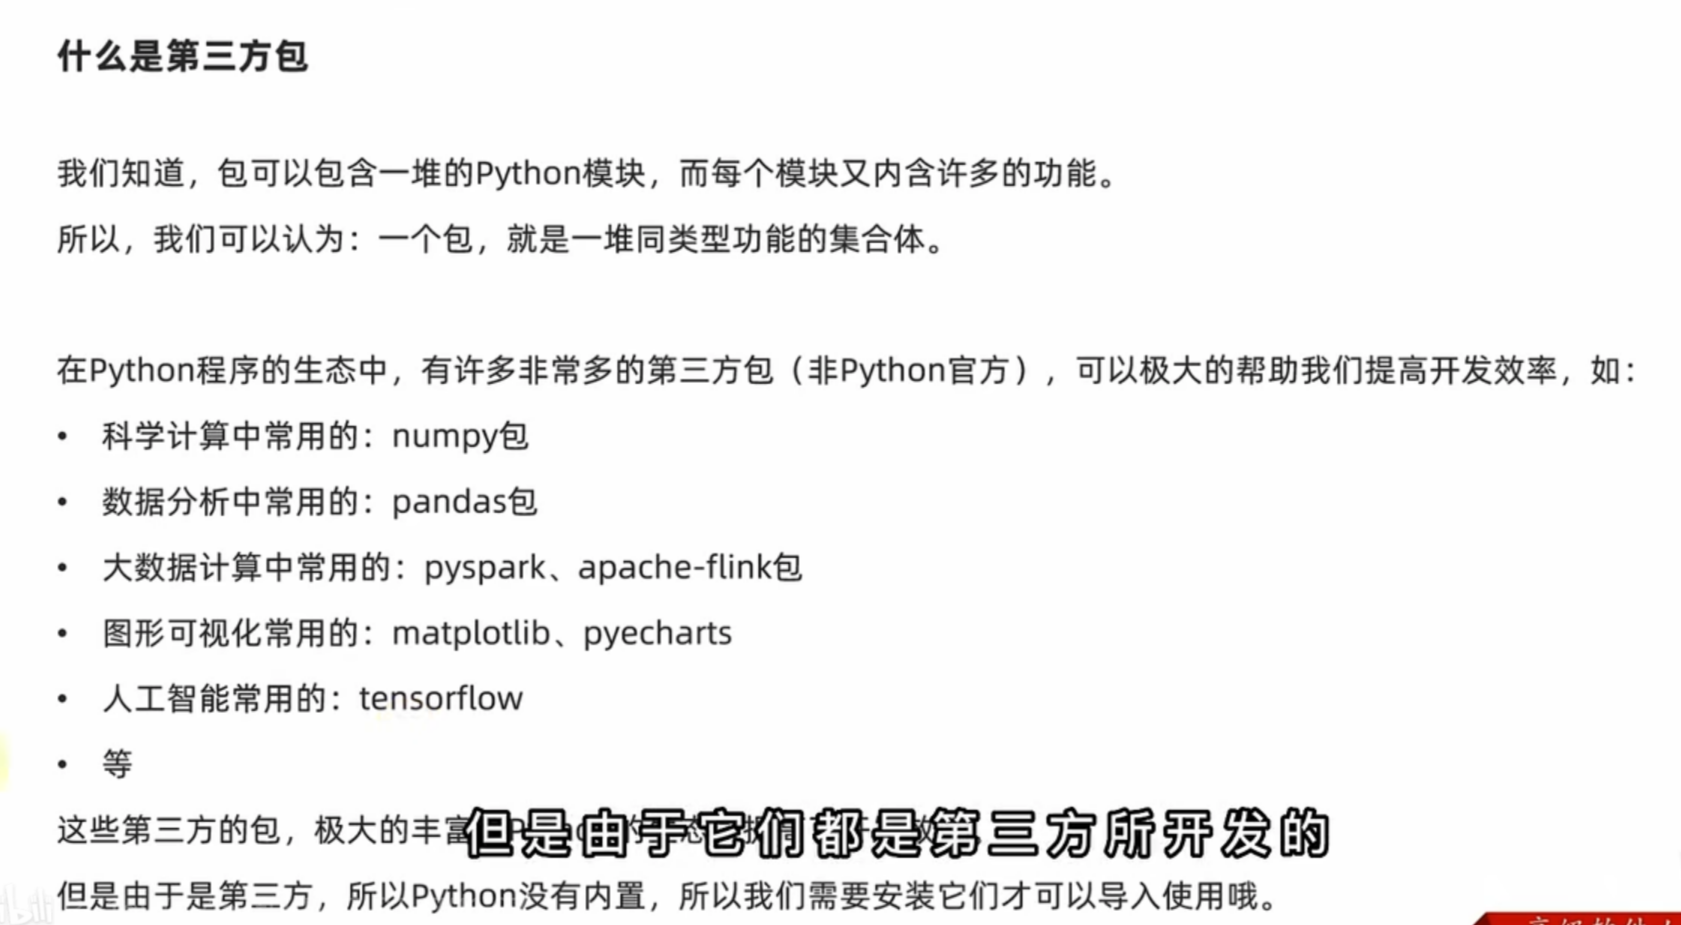 什么是第三方包
我们知道，包可以包含一堆的Python模块，而每个模块又内含许多的功能。
所以，我们可以认为：一个包，就是一堆同类型功能的集合体。
在Python程序的生态中，有许多非常多的第三方包（非Python官方），可以极大的帮助我们提高开发效率，如：
• 科学计算中常用的：numpy包
• 数据分析中常用的：pandas包
• 大数据计算中常用的：pyspark、apache-flink包
• 图形可视化常用的：matplotlib、pyecharts
• 人工智能常用的：tensorflow
• 等
这些第三方的包，极大的丰富
但是由于它们都是第三方所开发的
但是由于是第三方，所以Python没有内置，所以我们需要安装它们才可以导入使用哦。